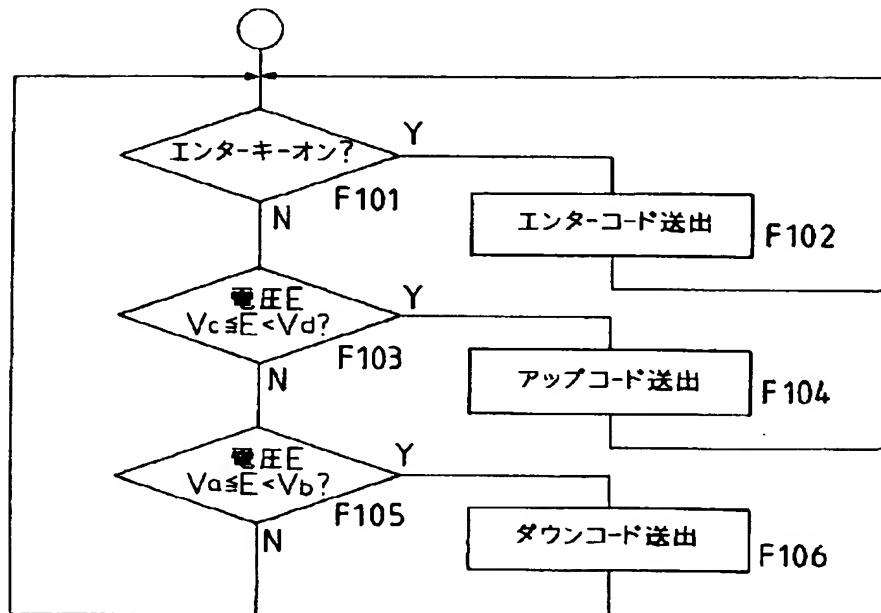 エンターキーオン?
Y
F101
N
エンターコード送出
F102
電圧E
Vc≦E<Vd?
Y
F103
N
アップコード送出
F104
電圧E
Va≦E<Vb?
Y
F105
N
ダウンコード送出
F106